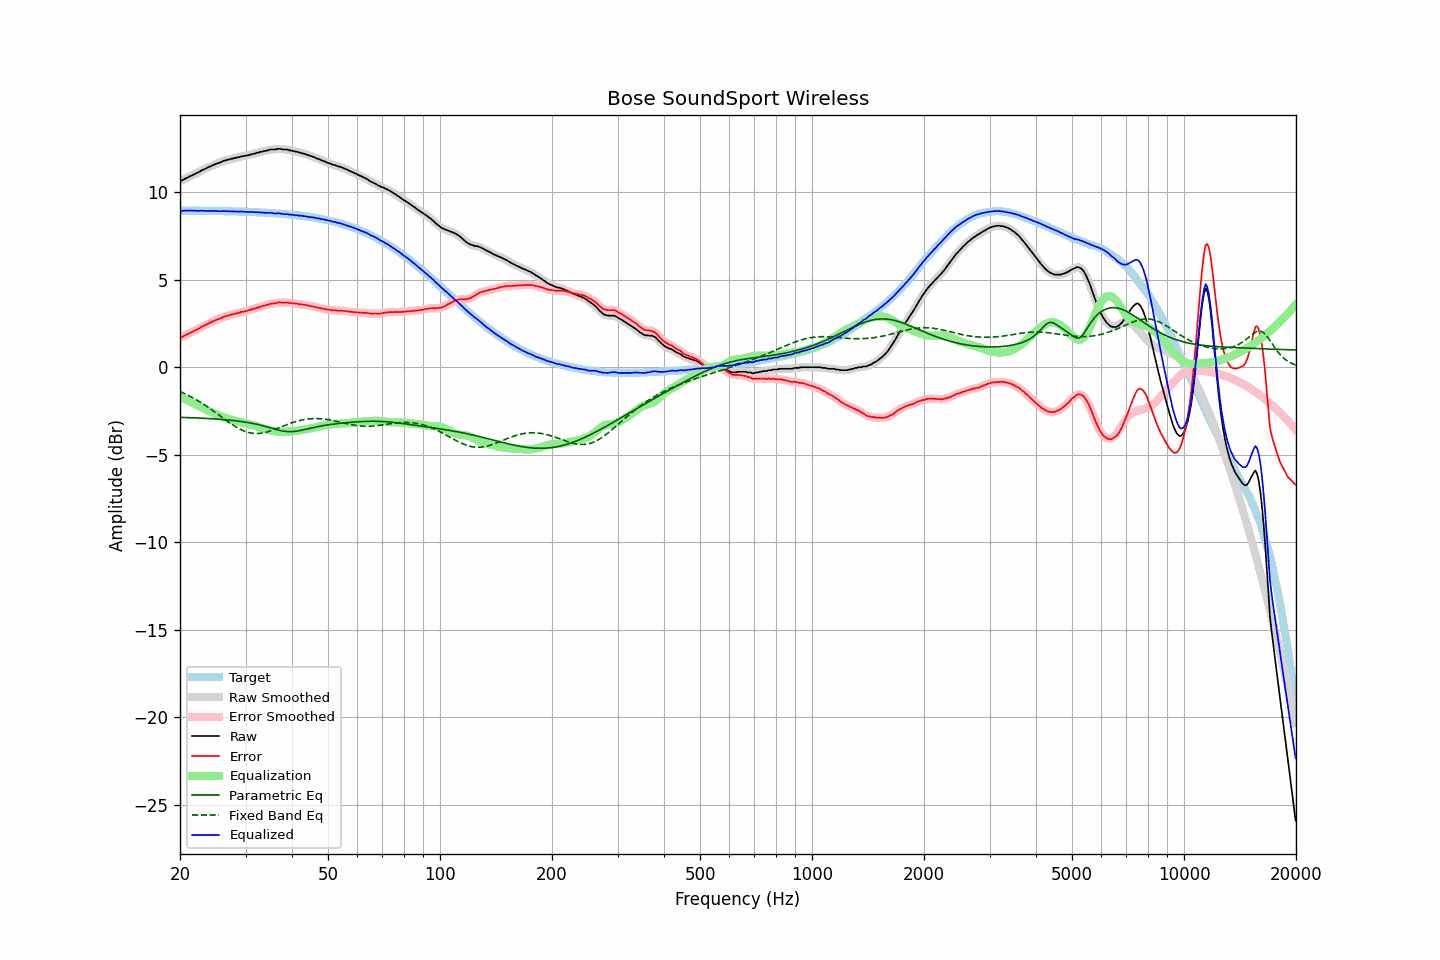 Bose SoundSport Wireless
Amplitude (dBr)
10
5
0
−5
−10
−15
−20
−25
Target
Raw Smoothed
Error Smoothed
Raw
Error
Equalization
Parametric Eq
Fixed Band Eq
Equalized
20 50 100 200 500 1000 2000 5000 10000 20000
Frequency (Hz)